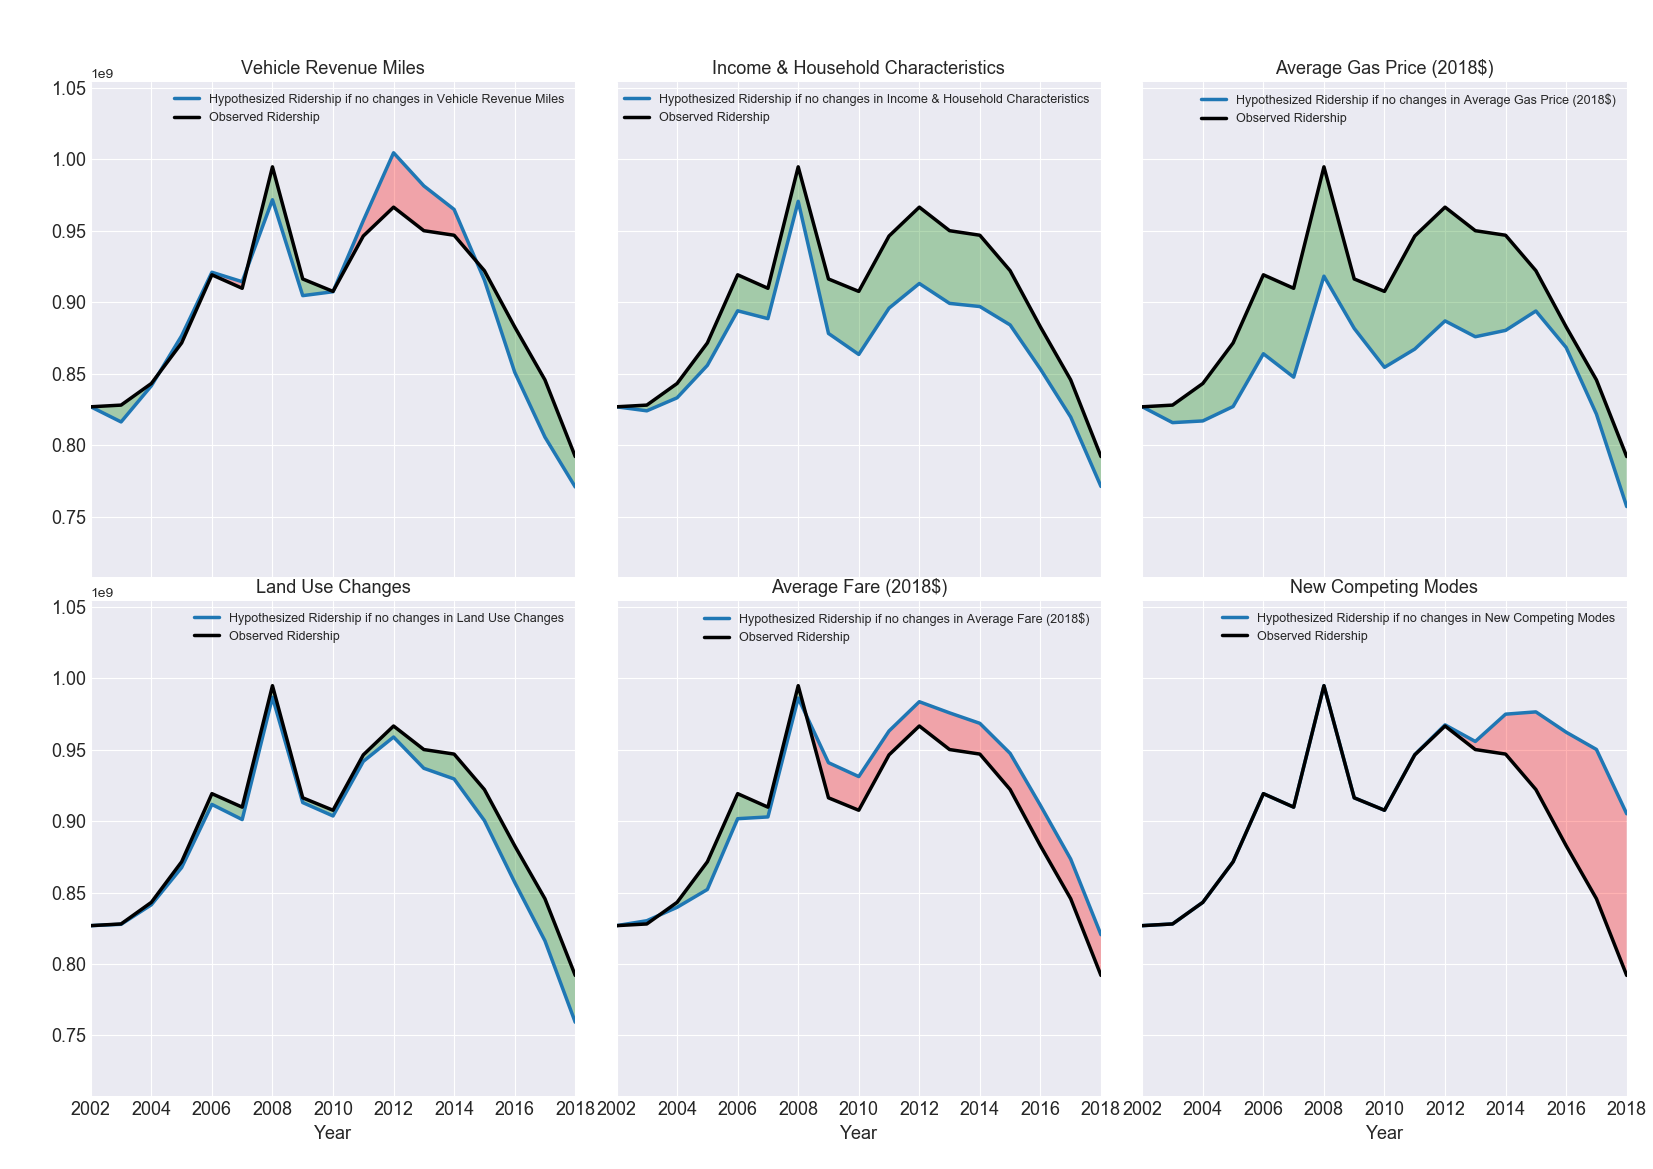 Vehicle Revenue Miles
1e9
Hypothesized Ridership if no changes in Vehicle Revenue Miles
Observed Ridership
1.05
1.00
0.95
0.90
0.85
0.80
0.75
Income & Household Characteristics
Hypothesized Ridership if no changes in Income & Household Characteristics
Observed Ridership
Average Gas Price (2018$)
Hypothesized Ridership if no changes in Average Gas Price (2018$)
Observed Ridership
Land Use Changes
1e9
Hypothesized Ridership if no changes in Land Use Changes
Observed Ridership
1.05
1.00
0.95
0.90
0.85
0.80
0.75
2002 2004 2006 2008 2010 2012 2014 2016 2018
Year
Average Fare (2018$)
Hypothesized Ridership if no changes in Average Fare (2018$)
Observed Ridership
2002 2004 2006 2008 2010 2012 2014 2016 2018
Year
New Competing Modes
Hypothesized Ridership if no changes in New Competing Modes
Observed Ridership
2002 2004 2006 2008 2010 2012 2014 2016 2018
Year